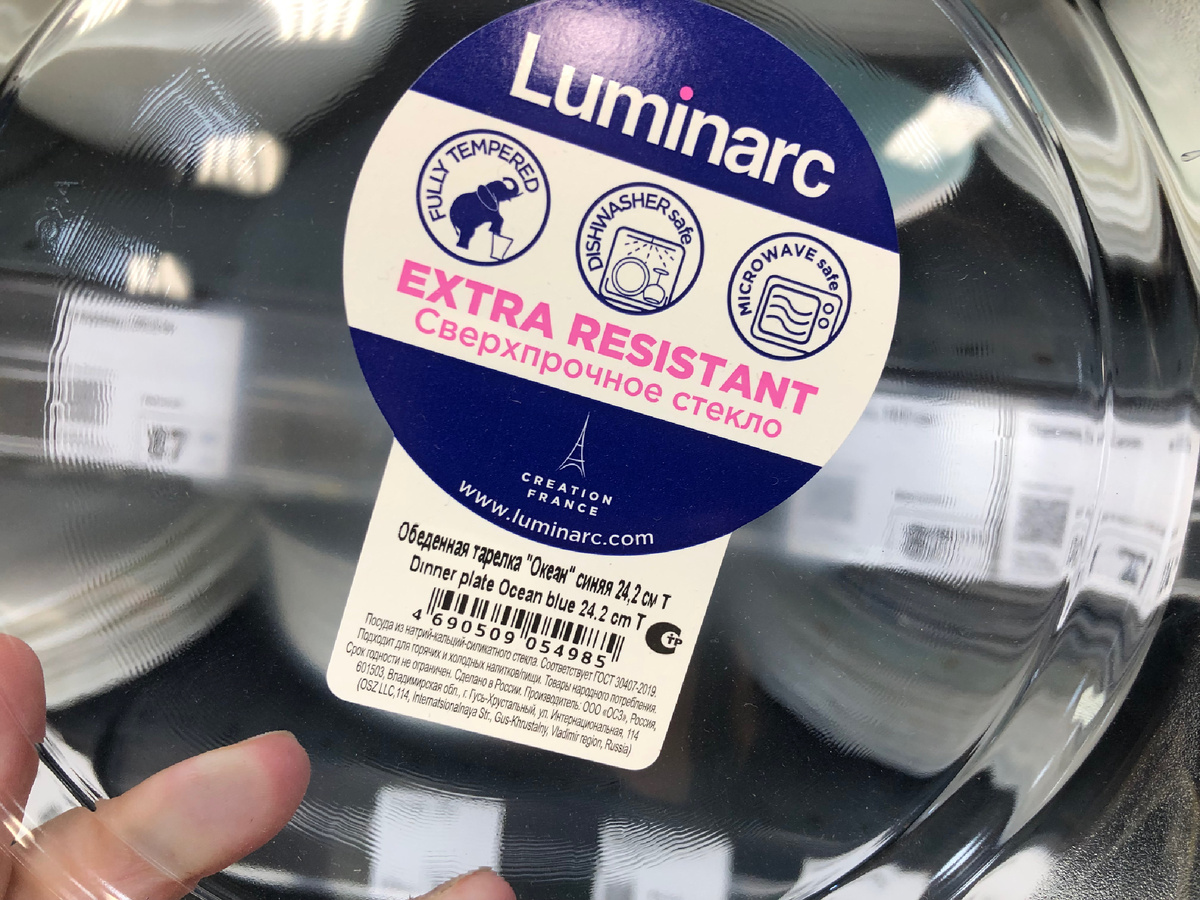 Luminarc
FULLY TEMPERED
DISHWASHER safe
MICROWAVE safe
EXTRA RESISTANT
Сверхпрочное стекло
CREATION
FRANCE
www.luminarc.com
Обеденная тарелка "Океан" синяя 24,2 см Т
Dinner plate Ocean blue 24.2 cm T
4 690509 054985
Посуда из натрий-кальций-силикатного стекла. Соответствует ГОСТ 30407-2019.
Подходит для горячих и холодных напитков/пищи. Товары народного потребления.
Срок годности не ограничен. Сделано в России. Производитель: ООО «ОСЗ», Россия,
601503, Владимирская обл., г. Гусь-Хрустальный, ул. Интернациональная, 114
(OSZ LLC, 114, Internatsionalnaya Str., Gus-Khrustalny, Vladimir region, Russia)